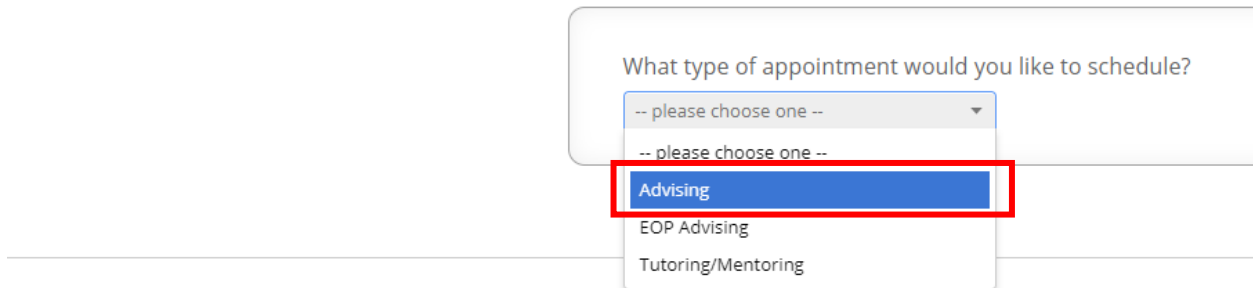 What type of appointment would you like to schedule?
-- please choose one --
-- please choose one --
Advising
EOP Advising
Tutoring/Mentoring